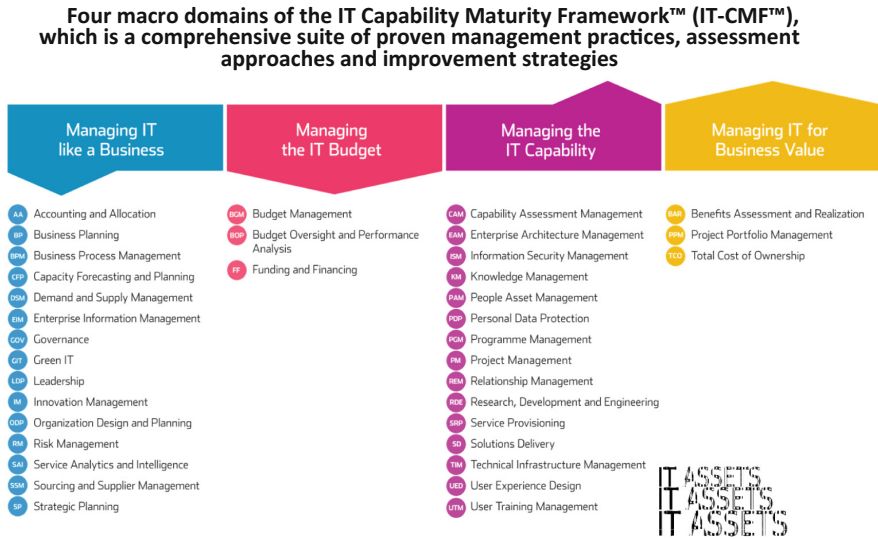 Four macro domains of the IT Capability Maturity Framework™ (IT-CMF™),
which is a comprehensive suite of proven management practices, assessment
approaches and improvement strategies
Managing IT
like a Business
AA Accounting and Allocation
BP Business Planning
BPM Business Process Management
CFP Capacity Forecasting and Planning
DSM Demand and Supply Management
EIM Enterprise Information Management
GOV Governance
GIT Green IT
LDP Leadership
IM Innovation Management
ODP Organization Design and Planning
RM Risk Management
SAI Service Analytics and Intelligence
SSM Sourcing and Supplier Management
SP Strategic Planning
Managing
the IT Budget
BGM Budget Management
BOP Budget Oversight and Performance
Analysis
FF Funding and Financing
Managing the
IT Capability
CAM Capability Assessment Management
EAM Enterprise Architecture Management
ISM Information Security Management
KM Knowledge Management
PAM People Asset Management
PDP Personal Data Protection
PGM Programme Management
PM Project Management
REM Relationship Management
RDE Research, Development and Engineering
SRP Service Provisioning
SD Solutions Delivery
TIM Technical Infrastructure Management
UED User Experience Design
UTM User Training Management
Managing IT for
Business Value
BAR Benefits Assessment and Realization
PPM Project Portfolio Management
TCO Total Cost of Ownership
IT ASSETS
IT ASSETS
IT ASSETS